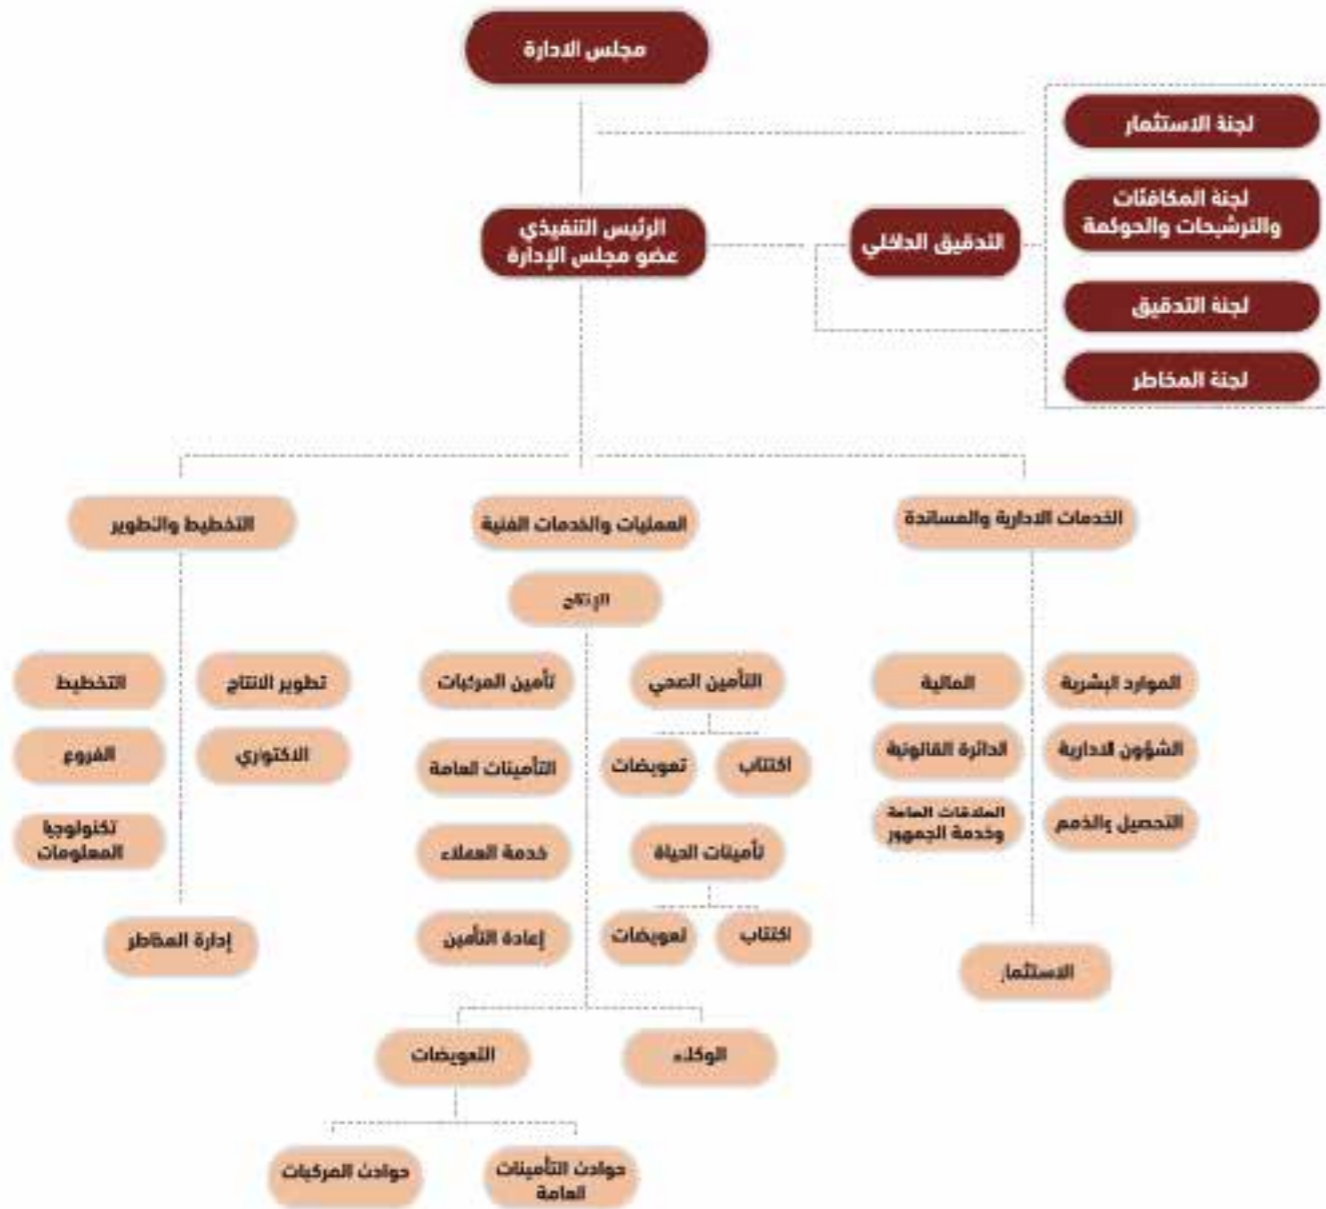 مجلس الادارة
لجنة الاستثمار
لجنة المكافئات
والترشيحات والحوكمة
الرئيس التنفيذي
عضو مجلس الإدارة
التدقيق الداخلي
لجنة التدقيق
لجنة المخاطر
الخدمات الادارية والمساندة
العمليات والخدمات الفنية
التخطيط والتطوير
الإنتاج
الموارد البشرية
المالية
التأمين الصحي
تأمين المركبات
تطوير الانتاج
التخطيط
الشؤون الادارية
الدائرة القانونية
اكتتاب
تعويضات
التأمينات العامة
الاكتواري
الفروع
التحصيل والذمم
العلاقات العامة
وخدمة الجمهور
تأمينات الحياة
خدمة العملاء
تكنولوجيا
المعلومات
اكتتاب
تعويضات
إعادة التأمين
إدارة المخاطر
الاستثمار
الوكلاء
التعويضات
حوادث التأمينات
العامة
حوادث المركبات